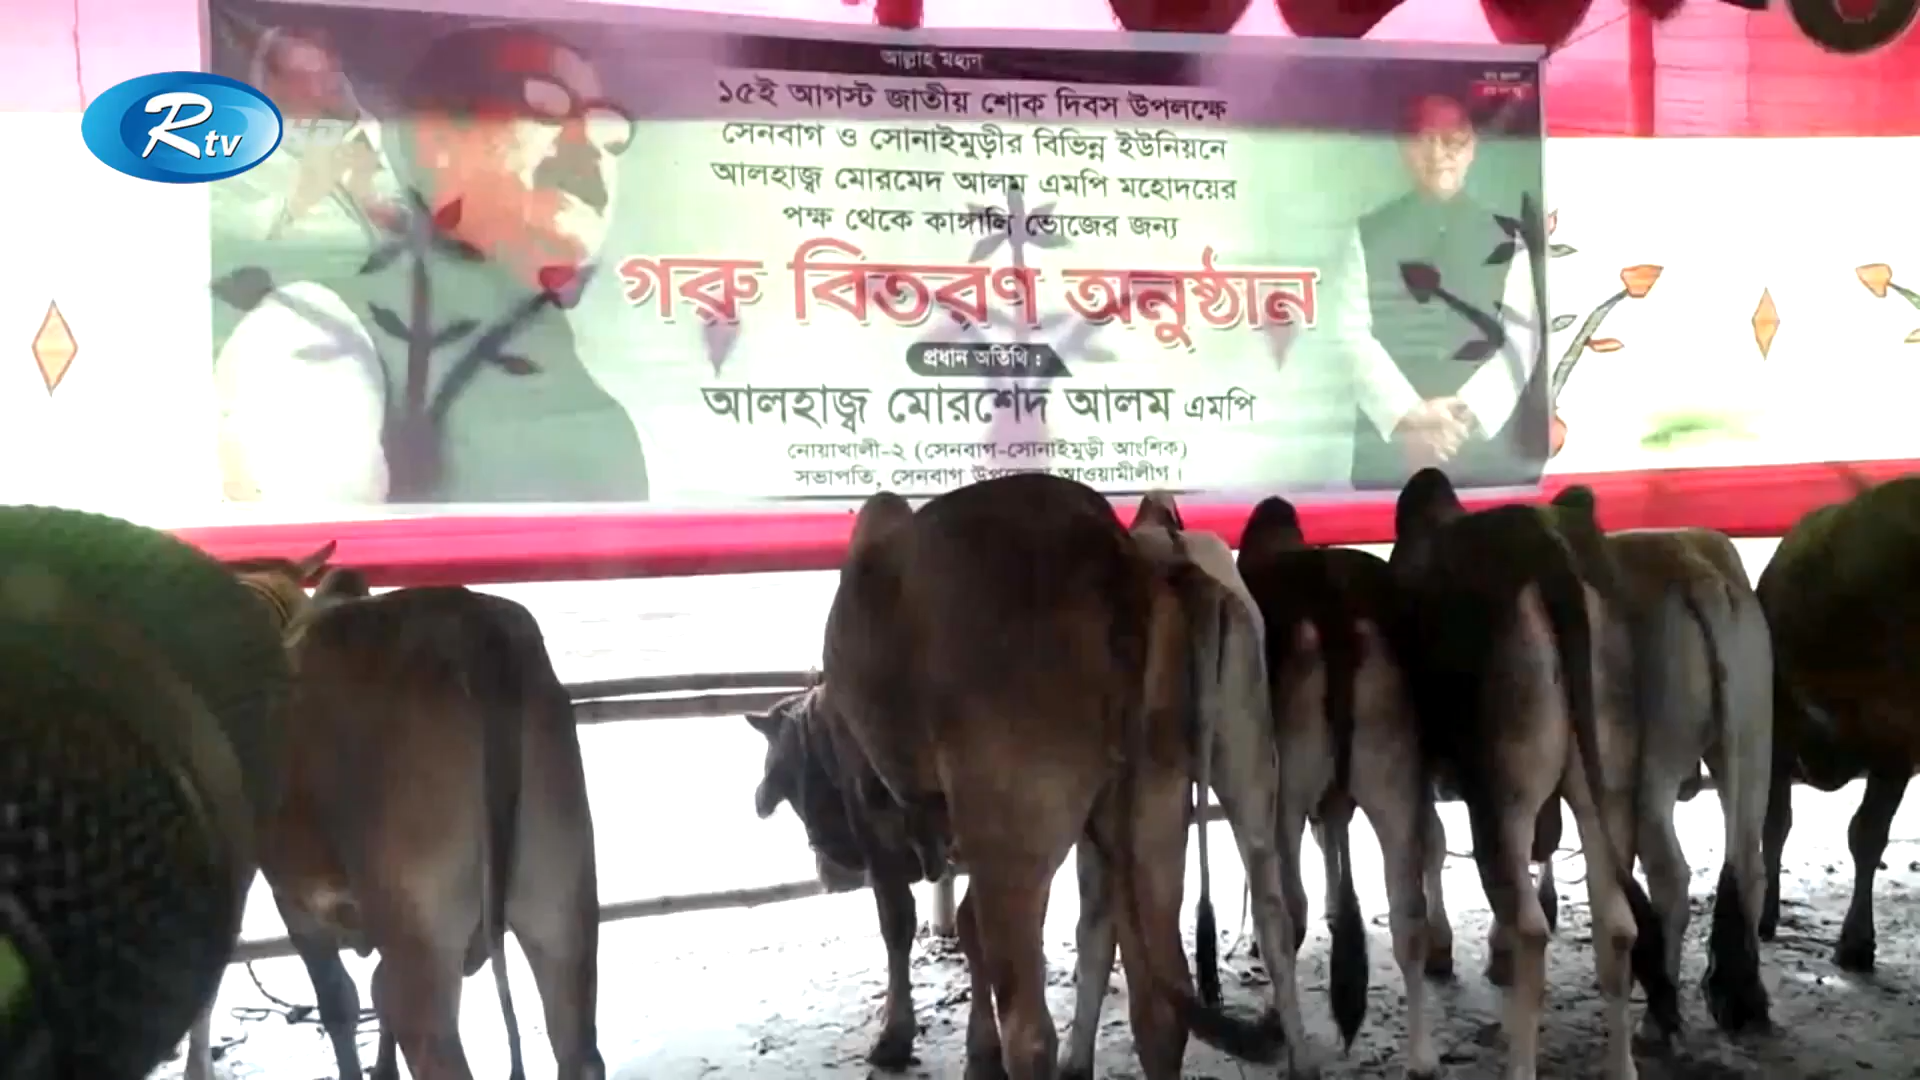 Rtv
আল্লাহ মহান
১৫ই আগস্ট জাতীয় শোক দিবস উপলক্ষে
সেনবাগ ও সোনাইমুড়ীর বিভিন্ন ইউনিয়নে
আলহাজ্ব মোরমেদ আলম এমপি মহোদয়ের
পক্ষ থেকে কাঙ্গালি ভোজের জন্য
গরু বিতরণ অনুষ্ঠান
প্রধান অতিথি :
আলহাজ্ব মোরশেদ আলম এমপি
নোয়াখালী-২ (সেনবাগ-সোনাইমুড়ী আংশিক)
সভাপতি, সেনবাগ আওয়ামীলীগ।